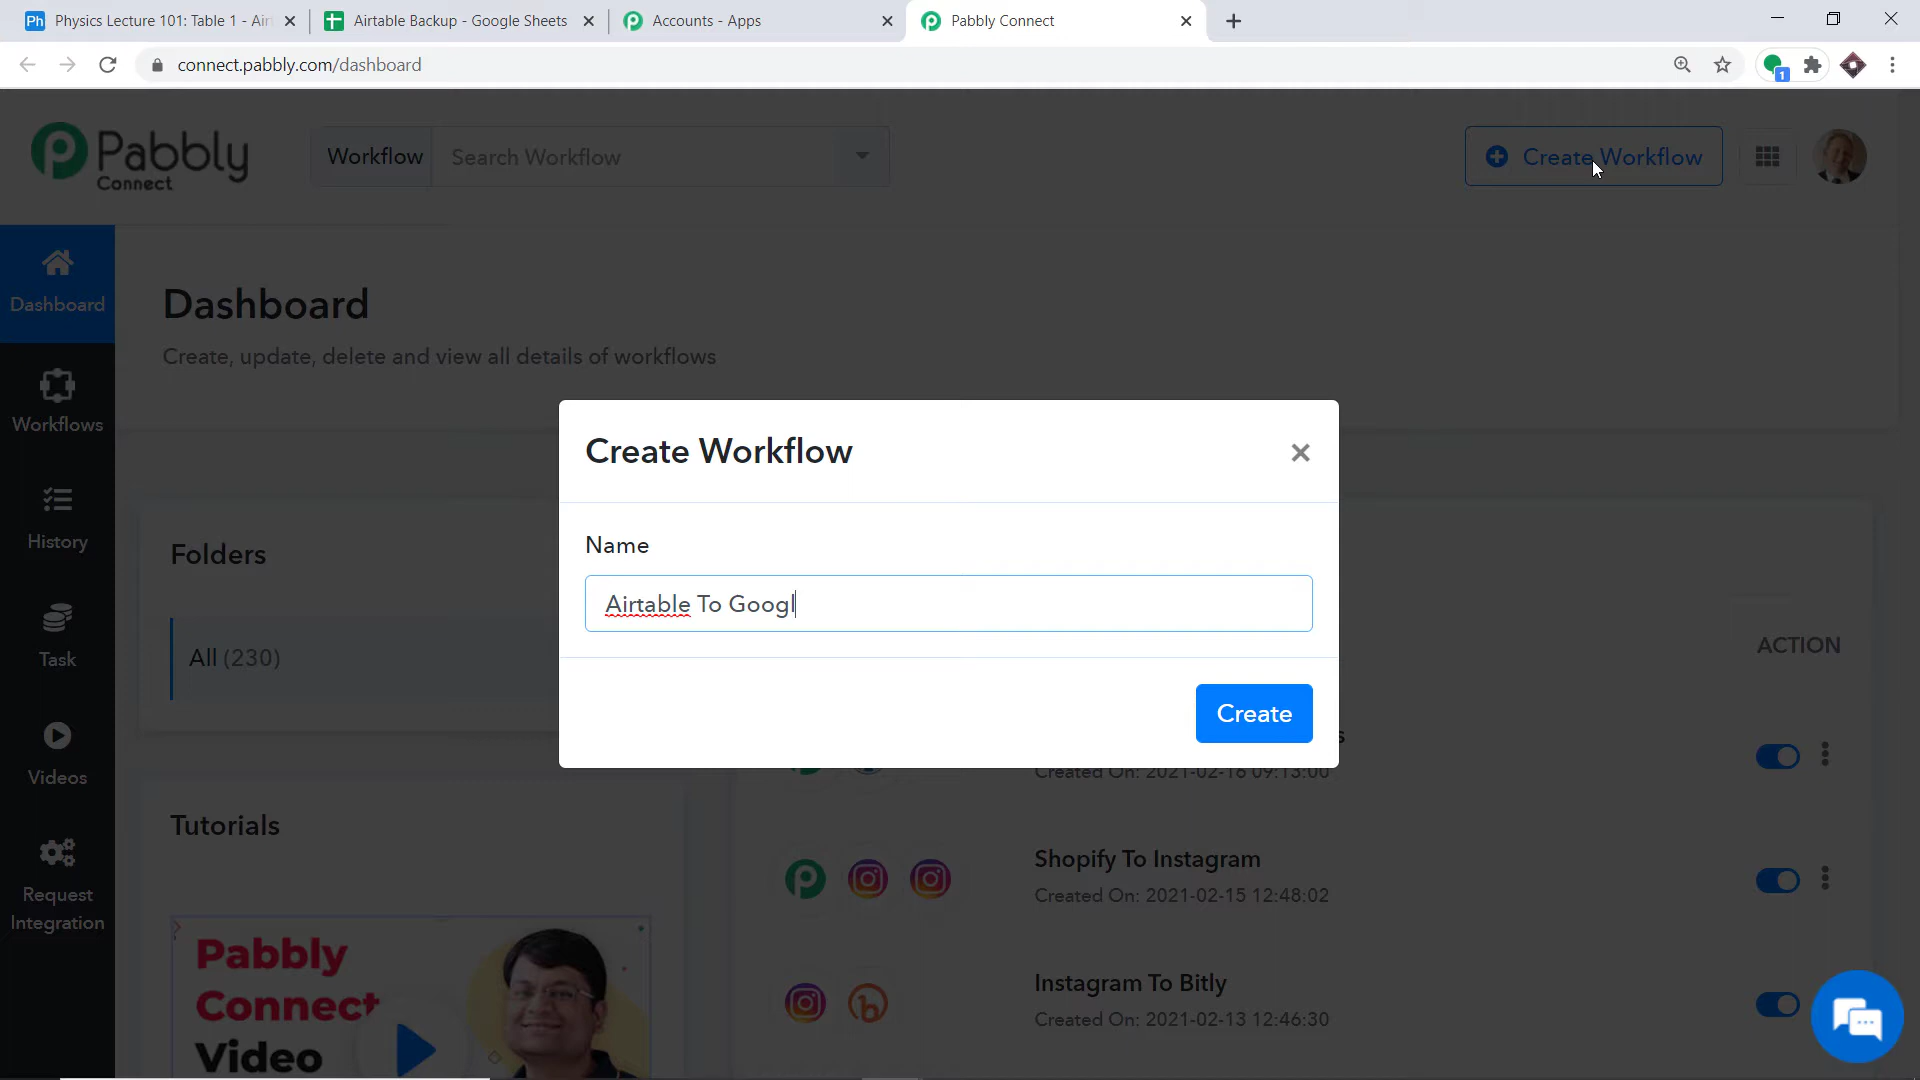 Ph Physics Lecture 101: Table 1 - Air
Airtable Backup - Google Sheets
Accounts - Apps
Pabbly Connect
connect.pabbly.com/dashboard
1
Pabbly
Connect
Workflow
Search Workflow
Create Workflow
Dashboard
Workflows
History
Task
Videos
Request
Integration
Dashboard
Create, update, delete and view all details of workflows
Folders
All (230)
Tutorials
Pabbly
Connect
Video
Create Workflow
Name
Airtable To Googl
Create
ACTION
Created On: 2021-02-16 09:13:00
Shopify To Instagram
Created On: 2021-02-15 12:48:02
Instagram To Bitly
Created On: 2021-02-13 12:46:30